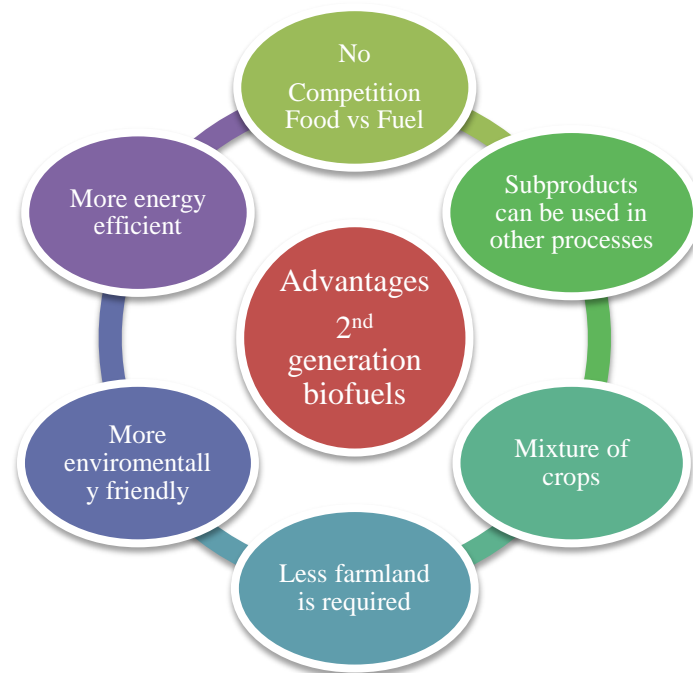 No
Competition
Food vs Fuel
Subproducts
can be used in
other processes
Mixture of
crops
Less farmland
is required
More
enviromentall
y friendly
More energy
efficient
Advantages
2nd
generation
biofuels